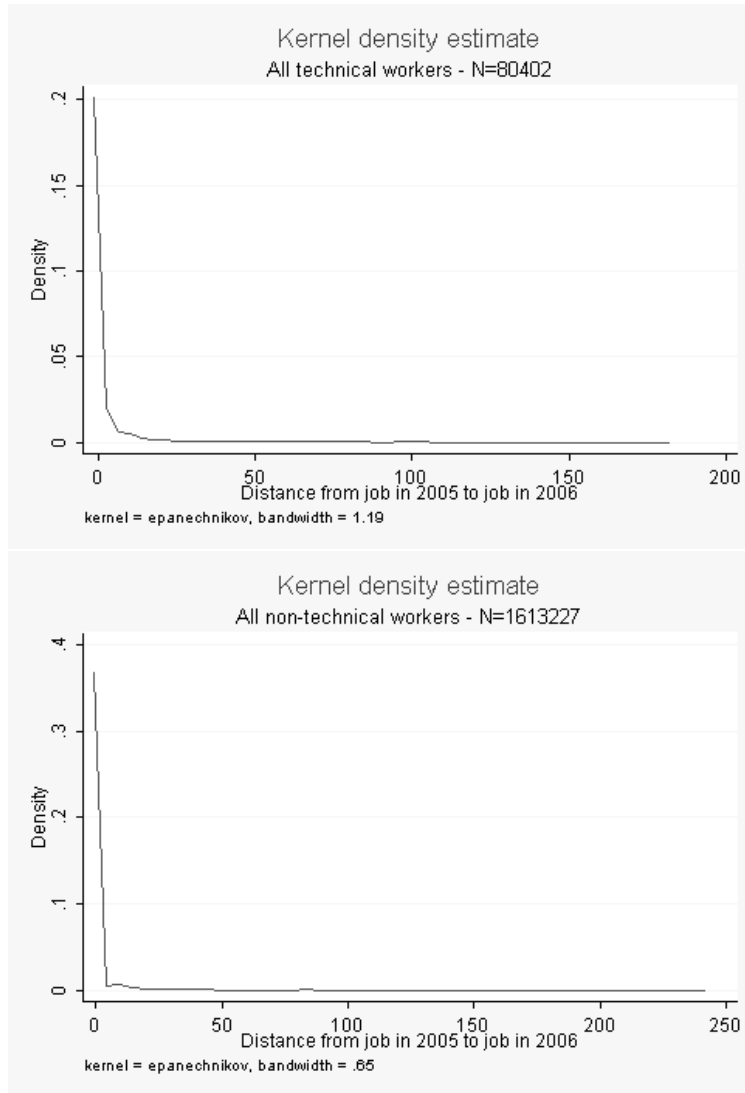 Kernel density estimate
All technical workers - N=80402
Density
.2
.15
.1
.05
0
0 50 100 150 200
Distance from job in 2005 to job in 2006
kernel = epanechnikov, bandwidth = 1.19
Kernel density estimate
All non-technical workers - N=1613227
Density
.4
.3
.2
.1
0
0 50 100 150 200 250
Distance from job in 2005 to job in 2006
kernel = epanechnikov, bandwidth = .65